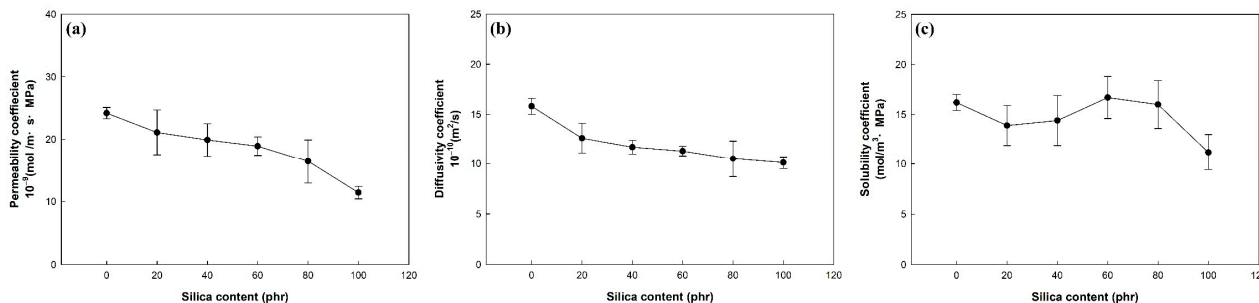 (a)
Permeability coeffiecient
10⁻⁹(mol /m· s· MPa)
40
30
20
10
0
0 20 40 60 80 100 120
Silica content (phr)
(b)
Diffusivity coefficient
10⁻¹⁰(m²/s)
25
20
15
10
5
0
0 20 40 60 80 100 120
Silica content (phr)
(c)
Solubility coefficient
(mol/m³· MPa)
25
20
15
10
5
0
0 20 40 60 80 100 120
Silica content (phr)